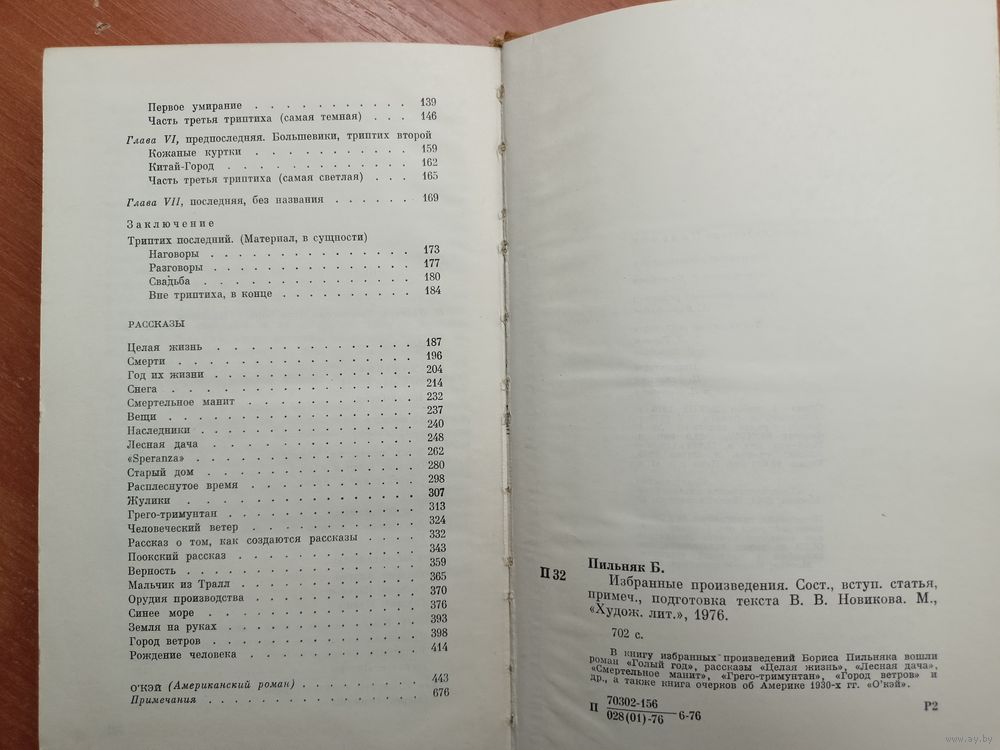 Первое умирание . . . . . . . . . . . 139
Часть третья триптиха (самая темная) . . . 146
Глава VI, предпоследняя. Большевики, триптих второй
Кожаные куртки . . . . . . . . . . . 159
Китай-Город . . . . . . . . . . . . . 162
Часть третья триптиха (самая светлая) . . . 165
Глава VII, последняя, без названия . . . . . . 169
Заключение
Триптих последний. (Материал, в сущности)
Наговоры . . . . . . . . . . . . . . 173
Разговоры . . . . . . . . . . . . . . 177
Свадьба . . . . . . . . . . . . . . . 180
Вне триптиха, в конце . . . . . . . . . . 184
РАССКАЗЫ
Целая жизнь . . . . . . . . . . . . . . 187
Смерти . . . . . . . . . . . . . . . . 196
Год их жизни . . . . . . . . . . . . . . 204
Снега . . . . . . . . . . . . . . . . . 214
Смертельное манит . . . . . . . . . . . . 232
Вещи . . . . . . . . . . . . . . . . . 237
Наследники . . . . . . . . . . . . . . . 240
Лесная дача . . . . . . . . . . . . . . 248
«Speranza» . . . . . . . . . . . . . . . 262
Старый дом . . . . . . . . . . . . . . . 280
Расплеснутое время . . . . . . . . . . . . 298
Жулики . . . . . . . . . . . . . . . . 307
Грего-тримунтан . . . . . . . . . . . . . 313
Человеческий ветер . . . . . . . . . . . . 324
Рассказ о том, как создаются рассказы . . . . 332
Поокский рассказ . . . . . . . . . . . . 343
Верность . . . . . . . . . . . . . . . . 359
Мальчик из Тралл . . . . . . . . . . . . 365
Орудия производства . . . . . . . . . . . 370
Синее море . . . . . . . . . . . . . . . 376
Земля на руках . . . . . . . . . . . . . 393
Город ветров . . . . . . . . . . . . . . 398
Рождение человека . . . . . . . . . . . . 414
О'КЭЙ (Американский роман) . . . . . . . . 443
Примечания . . . . . . . . . . . . . . . 676
Пильняк Б.
П 32 Избранные произведения. Сост., вступ. статья,
примеч., подготовка текста В. В. Новикова. М.,
«Худож. лит.», 1976.
702 с.
В книгу избранных произведений Бориса Пильняка вошли
роман «Голый год», рассказы «Целая жизнь», «Лесная дача»,
«Смертельное манит», «Грего-тримунтан», «Город ветров» и
др., а также книга очерков об Америке 1930-х гг. «О'кэй».
70302-156
П 028(01)-76 6-76 Р2
www.ay.by